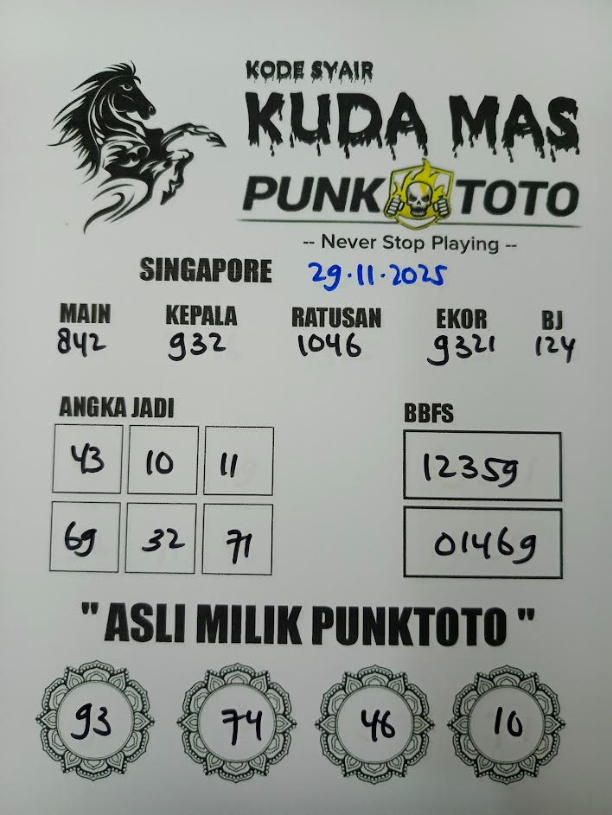 KODE SYAIR
KUDA MAS
PUNK TOTO
-- Never Stop Playing --
SINGAPORE 29.11.2025
MAIN KEPALA RATUSAN EKOR BJ
842 932 1046 9321 124
ANGKA JADI BBFS
43 10 11 12359
69 32 71 01469
" ASLI MILIK PUNKTOTO "
93 74 46 10